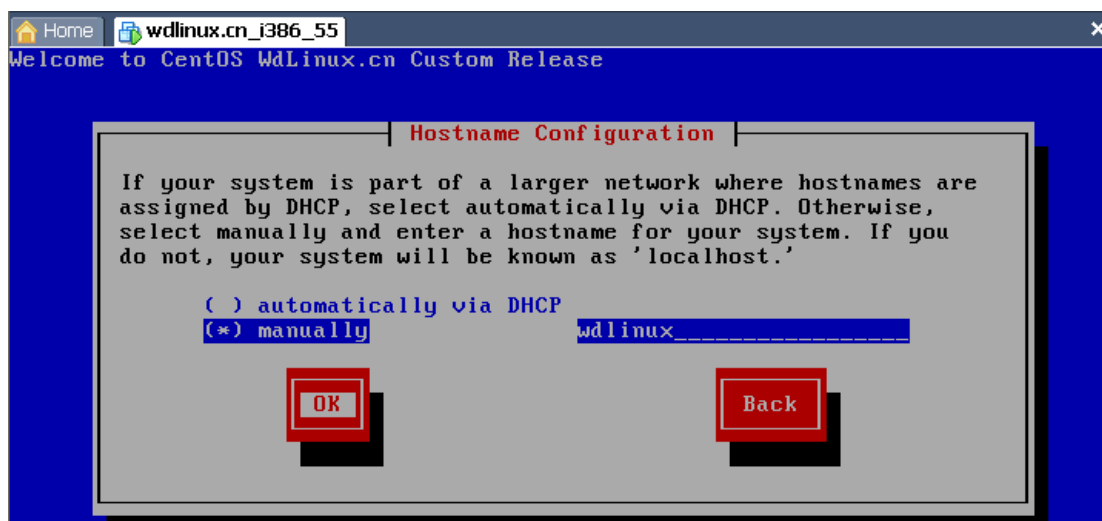 Home wdlinux.cn_i386_55
Welcome to CentOS WdLinux.cn Custom Release
Hostname Configuration
If your system is part of a larger network where hostnames are
assigned by DHCP, select automatically via DHCP. Otherwise,
select manually and enter a hostname for your system. If you
do not, your system will be known as 'localhost.'
( ) automatically via DHCP
(*) manually wdlinux_________________
OK Back